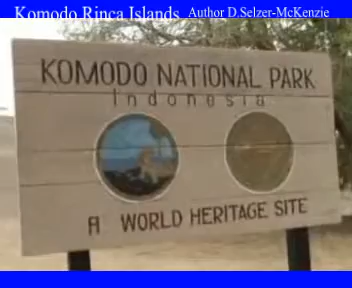 Komodo Rinca Islands Author D.Selzer-McKenzie
KOMODO NATIONAL PARK
Indonesia
A WORLD HERITAGE SITE